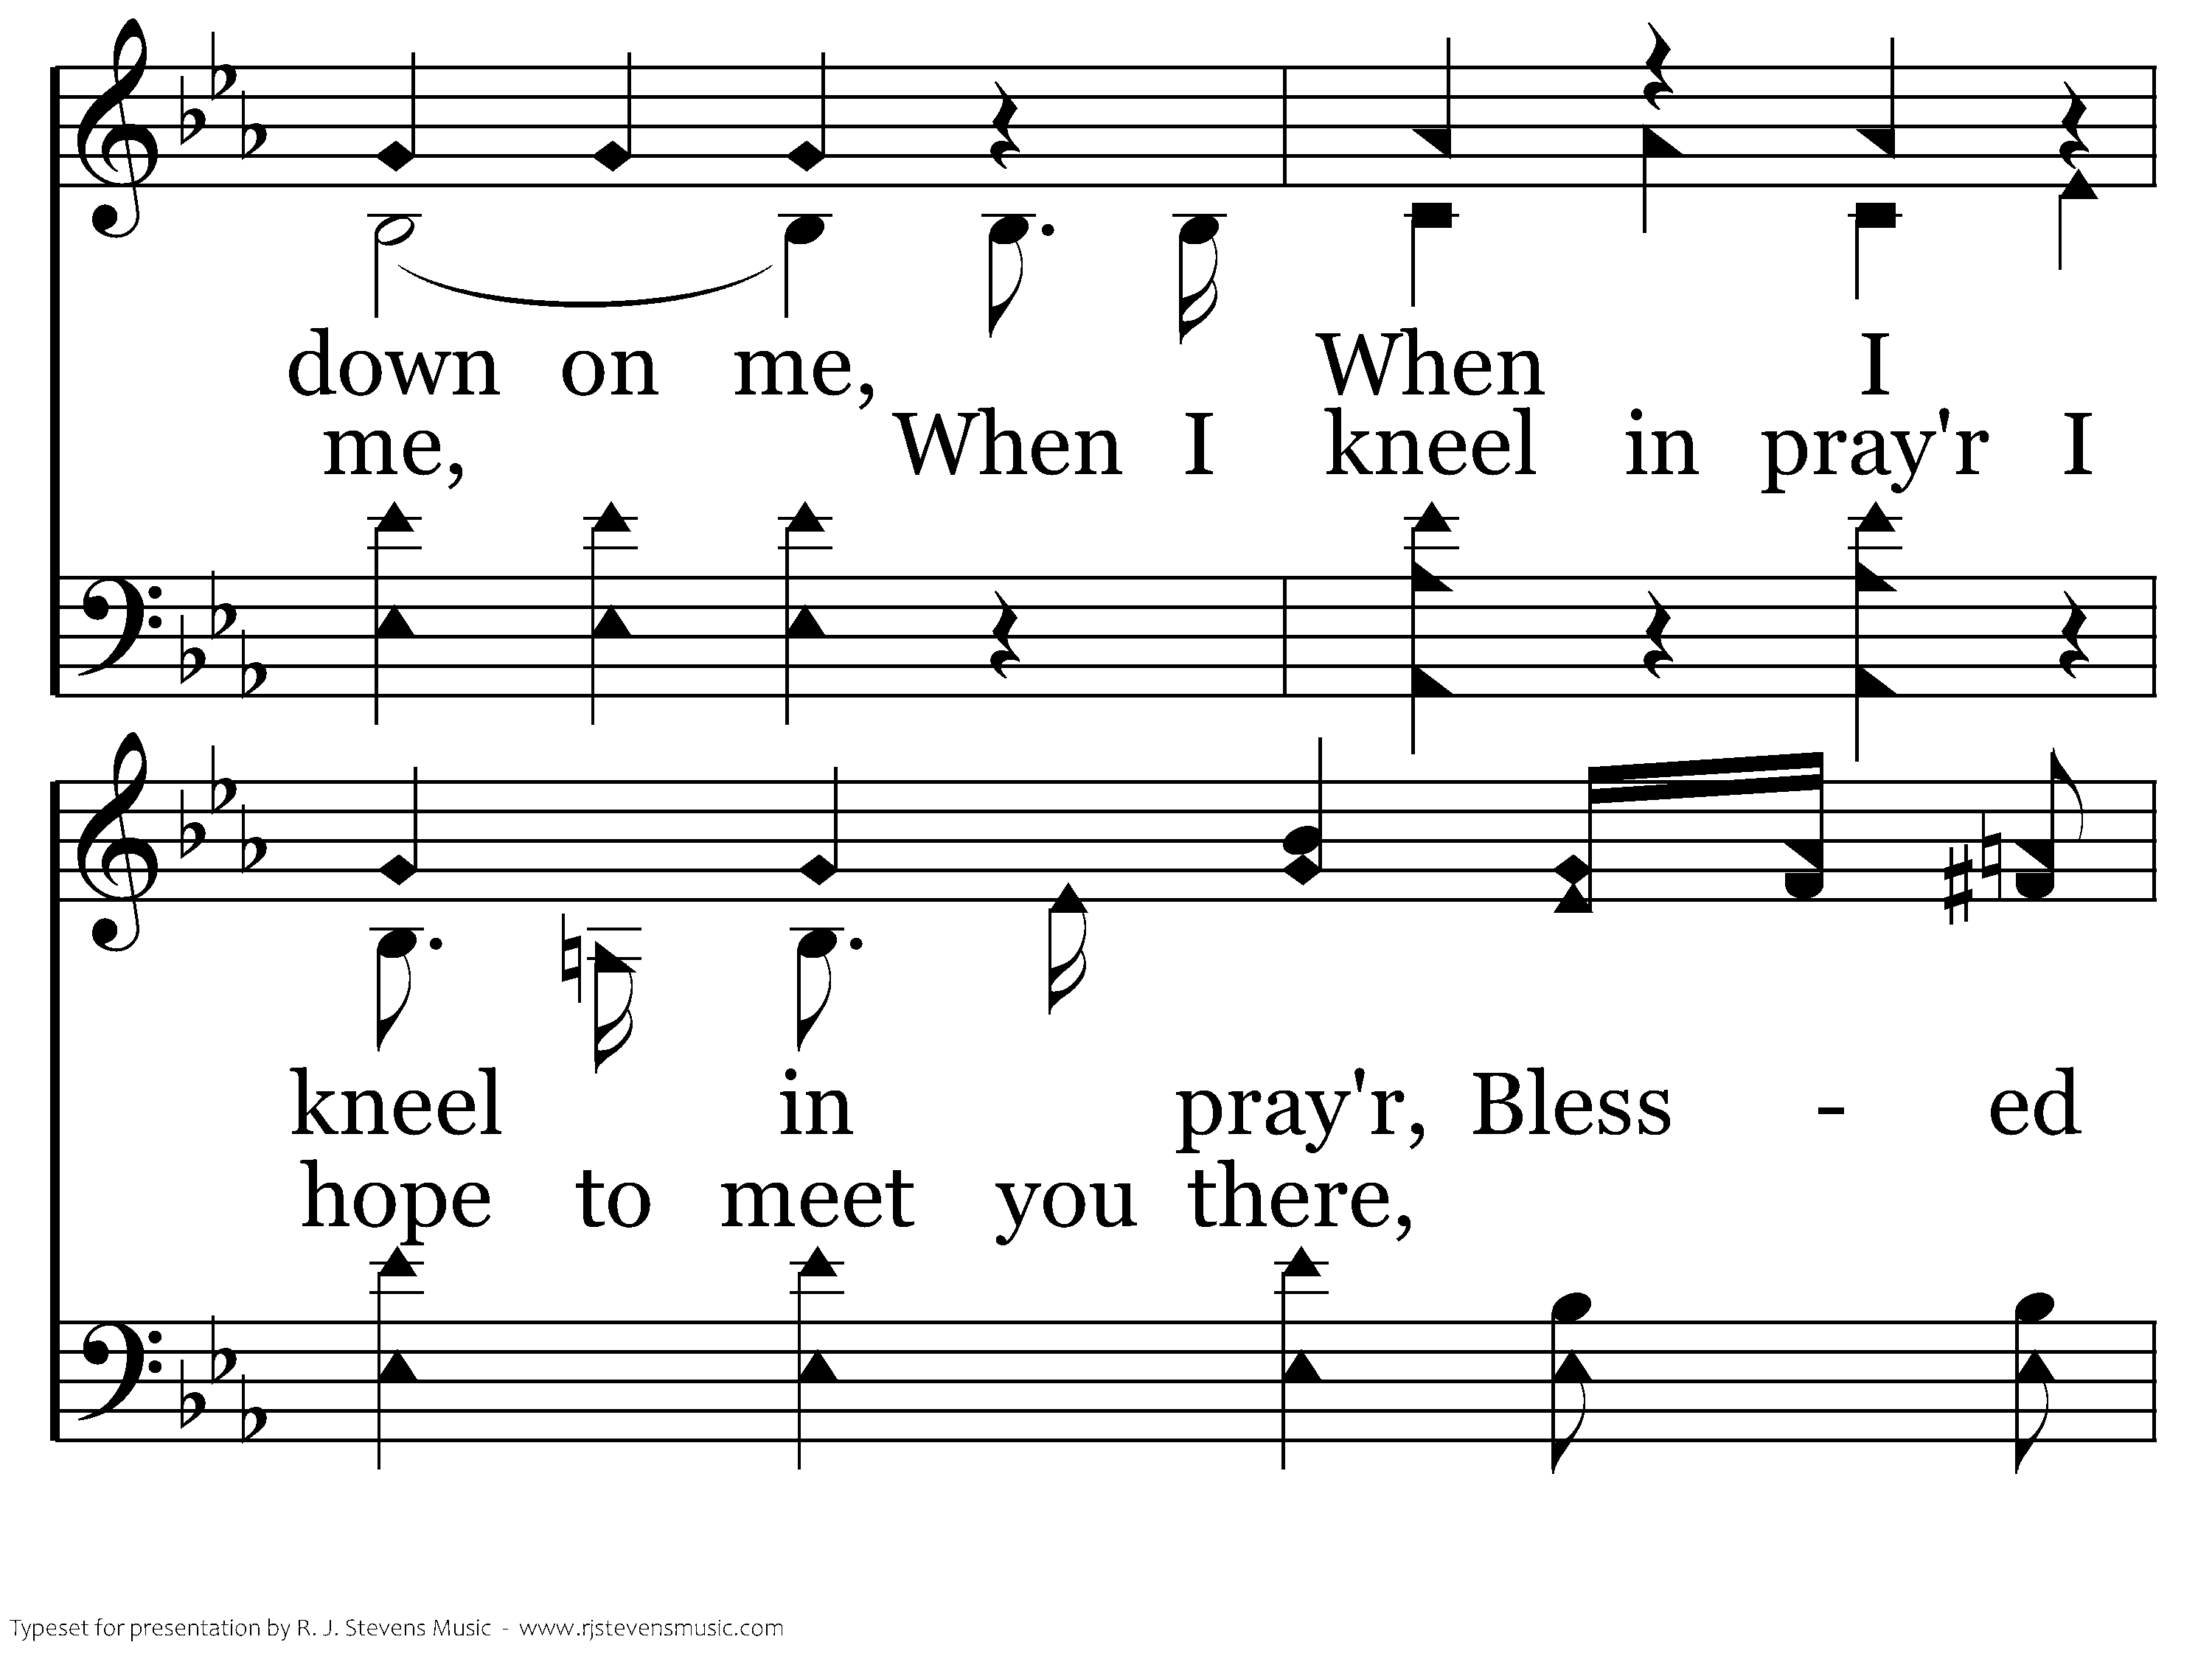 down on me, When I
me, When I kneel in pray'r I
kneel in pray'r, Bless - ed
hope to meet you there,
Typeset for presentation by R. J. Stevens Music - www.rjstevensmusic.com